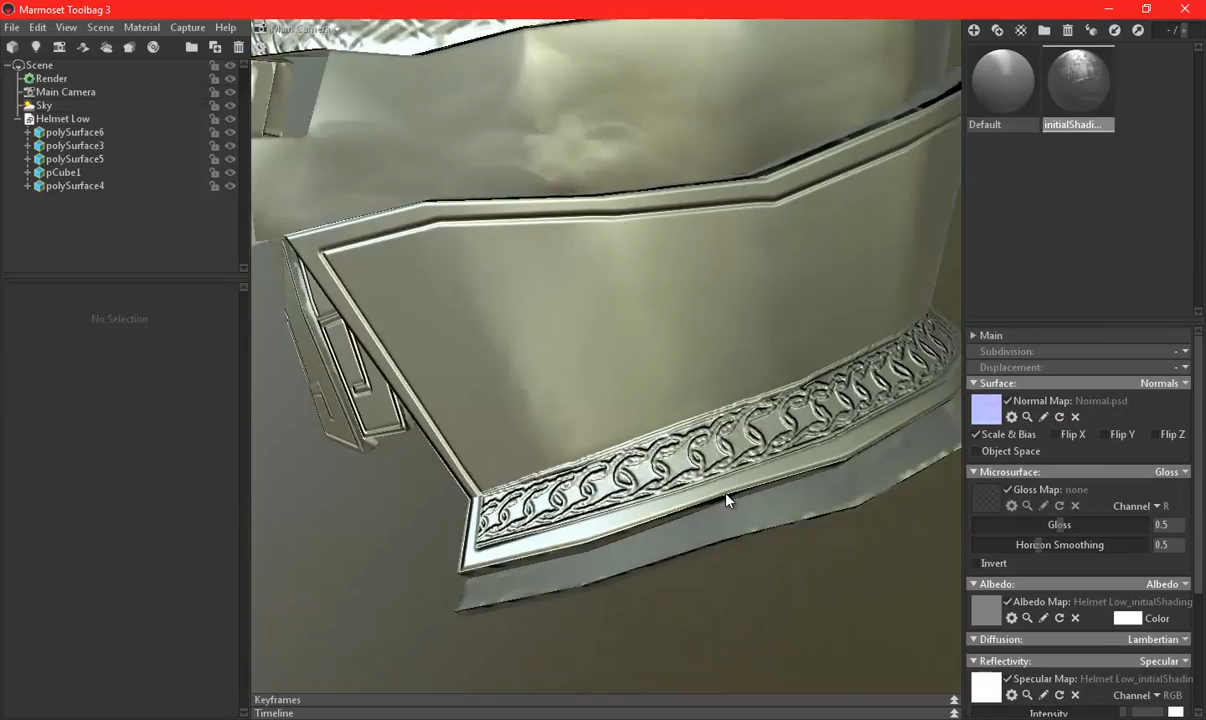 Marmoset Toolbag 3
File Edit View Scene Material Capture Help
Main Camera
- /
Scene
Render
Main Camera
Sky
Helmet Low
polySurface6
polySurface3
polySurface5
pCube1
polySurface4
No Selection
Default
initialShadi...
Main
Subdivision: -
Displacement: -
Surface: Normals
Normal Map: Normal.psd
Scale & Bias Flip X Flip Y Flip Z
Object Space
Microsurface: Gloss
Gloss Map: none
Channel R
Gloss 0.5
Horizon Smoothing 0.5
Invert
Albedo: Albedo
Albedo Map: Helmet Low_initialShading
Color
Diffusion: Lambertian
Reflectivity: Specular
Specular Map: Helmet Low_initialShadin
Channel RGB
Intensity
Keyframes
Timeline